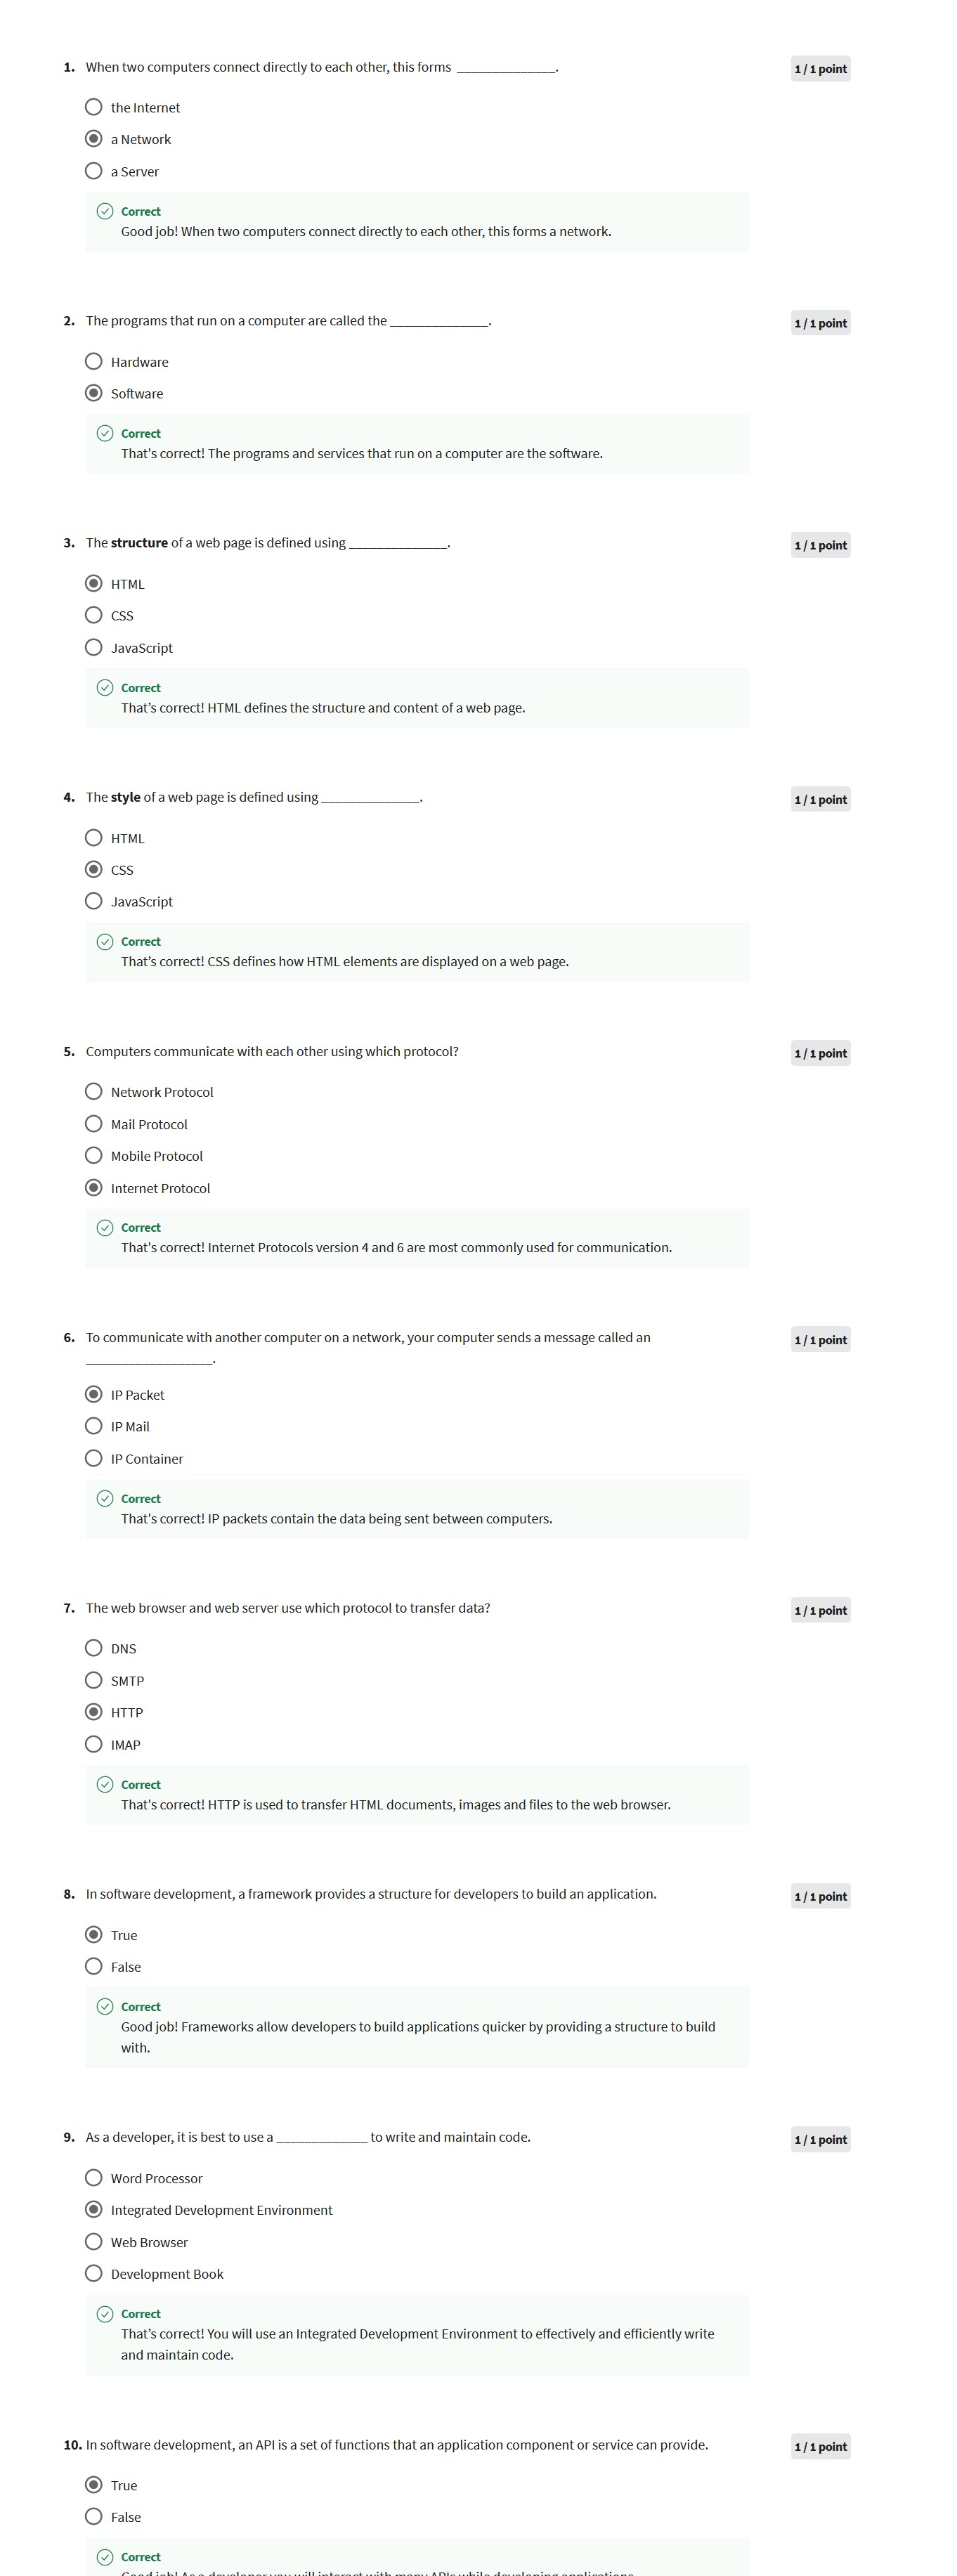 1. When two computers connect directly to each other, this forms ______________.
1 / 1 point
the Internet
a Network
a Server
Correct
Good job! When two computers connect directly to each other, this forms a network.
2. The programs that run on a computer are called the ______________.
1 / 1 point
Hardware
Software
Correct
That's correct! The programs and services that run on a computer are the software.
3. The structure of a web page is defined using ______________.
1 / 1 point
HTML
CSS
JavaScript
Correct
That’s correct! HTML defines the structure and content of a web page.
4. The style of a web page is defined using ______________.
1 / 1 point
HTML
CSS
JavaScript
Correct
That’s correct! CSS defines how HTML elements are displayed on a web page.
5. Computers communicate with each other using which protocol?
1 / 1 point
Network Protocol
Mail Protocol
Mobile Protocol
Internet Protocol
Correct
That's correct! Internet Protocols version 4 and 6 are most commonly used for communication.
6. To communicate with another computer on a network, your computer sends a message called an
1 / 1 point
__________________.
IP Packet
IP Mail
IP Container
Correct
That's correct! IP packets contain the data being sent between computers.
7. The web browser and web server use which protocol to transfer data?
1 / 1 point
DNS
SMTP
HTTP
IMAP
Correct
That's correct! HTTP is used to transfer HTML documents, images and files to the web browser.
8. In software development, a framework provides a structure for developers to build an application.
1 / 1 point
True
False
Correct
Good job! Frameworks allow developers to build applications quicker by providing a structure to build
with.
9. As a developer, it is best to use a _____________ to write and maintain code.
1 / 1 point
Word Processor
Integrated Development Environment
Web Browser
Development Book
Correct
That’s correct! You will use an Integrated Development Environment to effectively and efficiently write
and maintain code.
10. In software development, an API is a set of functions that an application component or service can provide.
1 / 1 point
True
False
Correct
Good job! As a developer you will interact with many APIs while developing applications.